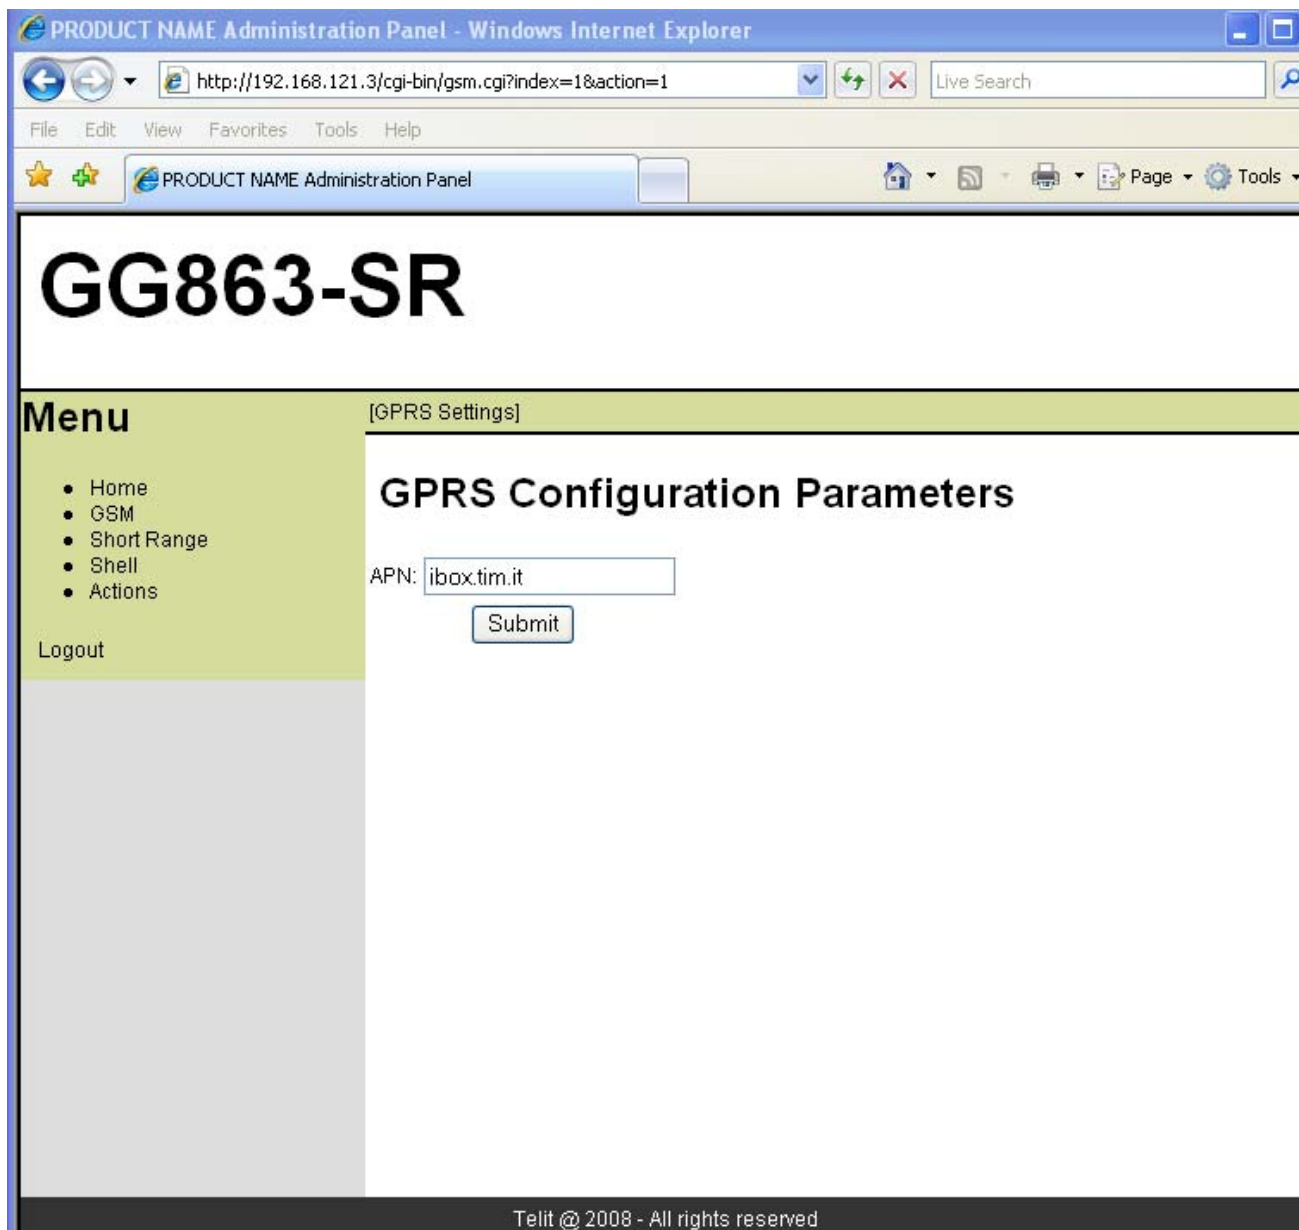 PRODUCT NAME Administration Panel - Windows Internet Explorer
http://192.168.121.3/cgi-bin/gsm.cgi?index=1&action=1
Live Search
File Edit View Favorites Tools Help
PRODUCT NAME Administration Panel
Page
Tools
GG863-SR
Menu
Home
GSM
Short Range
Shell
Actions
Logout
[GPRS Settings]
GPRS Configuration Parameters
APN: ibox.tim.it
Submit
Telit @ 2008 - All rights reserved